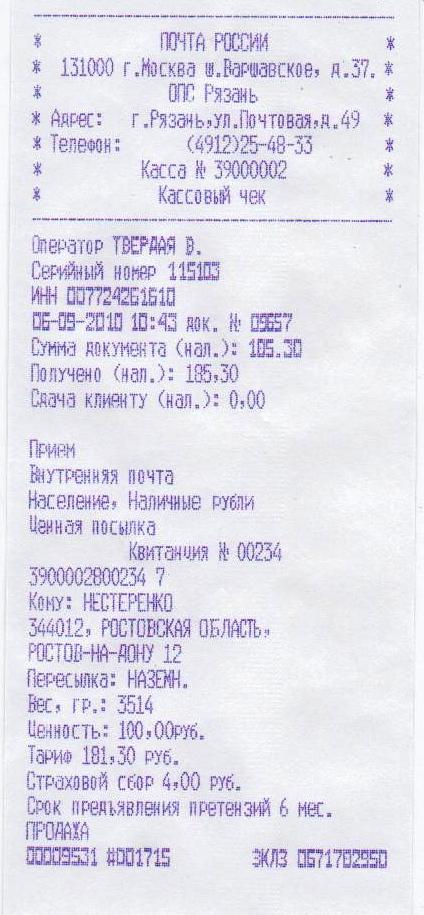 * ПОЧТА РОССИИ *
* 131000 г.Москва ш.Варшавское, д.37. *
* ОПС Рязань *
* Адрес: г.Рязань,ул.Почтовая,д.49 *
* Телефон: (4912)25-48-33 *
* Касса № 39000002 *
* Кассовый чек *
Оператор ТВЕРДАЯ В.
Серийный номер 115103
ИНН 007724261610
06-09-2010 10:43 док. № 09657
Сумма документа (нал.): 185.30
Получено (нал.): 185,30
Сдача клиенту (нал.): 0,00
Прием
Внутренняя почта
Население, Наличные рубли
Ценная посылка
Квитанция № 00234
3900002800234 7
Кому: НЕСТЕРЕНКО
344012, РОСТОВСКАЯ ОБЛАСТЬ,
РОСТОВ-НА-ДОНУ 12
Пересылка: НАЗЕМН.
Вес, гр.: 3514
Ценность: 100,00руб.
Тариф 181,30 руб.
Страховой сбор 4,00 руб.
Срок предъявления претензий 6 мес.
ПРОДАЖА
00009531 #001715 ЭКЛЗ 0671702950